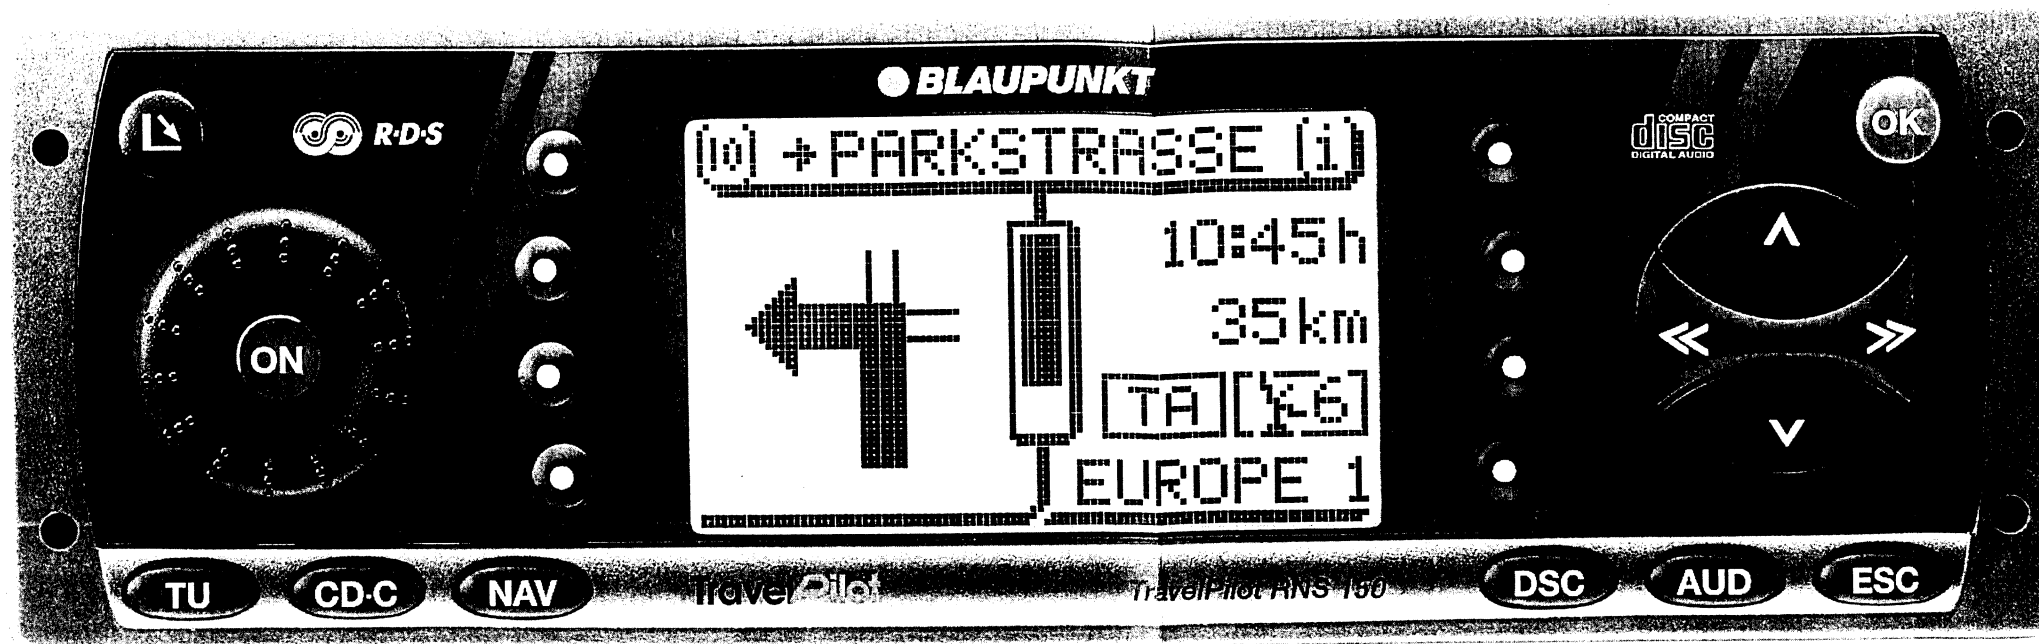 BLAUPUNKT
R·D·S
COMPACT
disc
DIGITAL AUDIO
OK
PARKSTRASSE (i)
10:45h
35km
ON
TA
EUROPE 1
TravelPilot
TravelPilot RNS 150
TU
CD·C
NAV
DSC
AUD
ESC